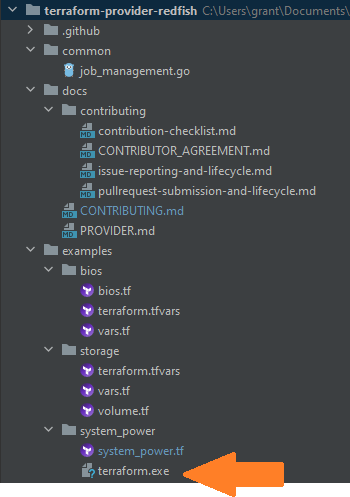 terraform-provider-redfish C:\Users\grant\Documents\
.github
common
job_management.go
docs
contributing
contribution-checklist.md
CONTRIBUTOR_AGREEMENT.md
issue-reporting-and-lifecycle.md
pullrequest-submission-and-lifecycle.md
CONTRIBUTING.md
PROVIDER.md
examples
bios
bios.tf
terraform.tfvars
vars.tf
storage
terraform.tfvars
vars.tf
volume.tf
system_power
system_power.tf
terraform.exe